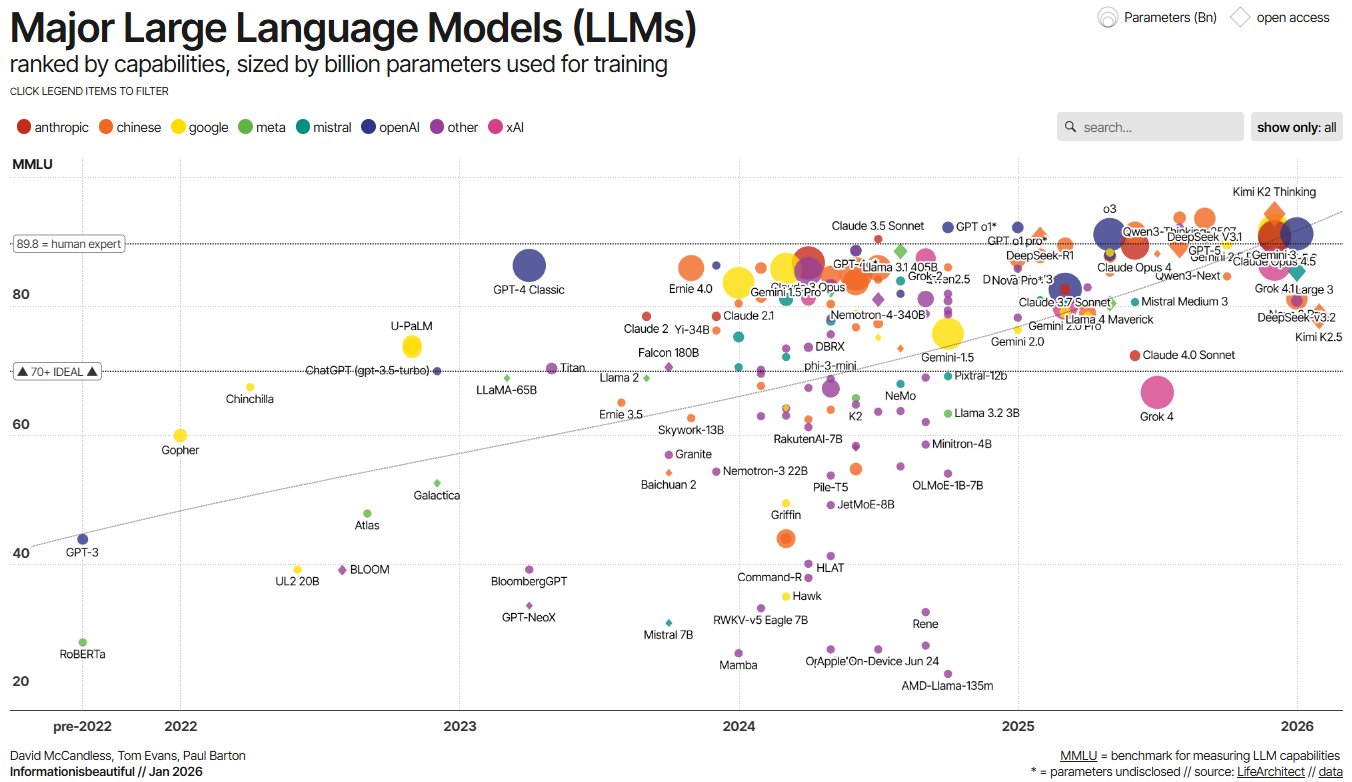 Major Large Language Models (LLMs)
ranked by capabilities, sized by billion parameters used for training
CLICK LEGEND ITEMS TO FILTER
Parameters (Bn)
open access
anthropic
chinese
google
meta
mistral
openAI
other
xAI
search...
show only: all
MMLU
Kimi K2 Thinking
o3
Claude 3.5 Sonnet
GPT o1*
Qwen3-Thinking-2507
DeepSeek V3.1
89.8 = human expert
GPT o1 pro*
GPT-5
DeepSeek-R1
Llama 3.1 405B
Claude Opus 4
Claude Opus 4.5
Grok-2
Qwen2.5
Qwen3-Next
Nova Pro*
GPT-4 Classic
Ernie 4.0
Claude 3 Opus
Gemini 1.5 Pro
Grok 4.1
Large 3
80
Claude 3.7 Sonnet
Mistral Medium 3
Claude 2
Claude 2.1
Nemotron-4-340B
Llama 4 Maverick
DeepSeek-v3.2
U-PaLM
Yi-34B
Gemini 2.0 Pro
Gemini 2.0
Kimi K2.5
Falcon 180B
DBRX
Gemini-1.5
Claude 4.0 Sonnet
▲ 70+ IDEAL ▲
ChatGPT (gpt-3.5-turbo)
Titan
phi-3-mini
Llama 2
Pixtral-12b
Chinchilla
LLaMA-65B
NeMo
Ernie 3.5
K2
Llama 3.2 3B
Grok 4
60
Gopher
Skywork-13B
RakutenAI-7B
Minitron-4B
Granite
Nemotron-3 22B
Baichuan 2
Pile-T5
OLMoE-1B-7B
Galactica
JetMoE-8B
Atlas
Griffin
40
GPT-3
UL2 20B
BLOOM
BloombergGPT
Command-R
HLAT
Hawk
GPT-NeoX
RWKV-v5 Eagle 7B
Mistral 7B
Rene
RoBERTa
Mamba
On-Device Jun 24
20
AMD-Llama-135m
pre-2022
2022
2023
2024
2025
2026
David McCandless, Tom Evans, Paul Barton
Informationisbeautiful // Jan 2026
MMLU = benchmark for measuring LLM capabilities
* = parameters undisclosed // source: LifeArchitect // data